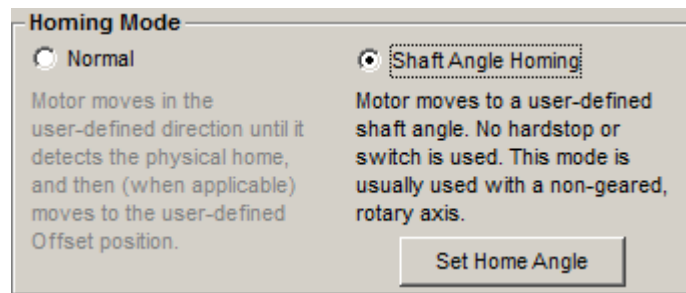 Homing Mode
Normal
Motor moves in the
user-defined direction until it
detects the physical home,
and then (when applicable)
moves to the user-defined
Offset position.
Shaft Angle Homing
Motor moves to a user-defined
shaft angle. No hardstop or
switch is used. This mode is
usually used with a non-geared,
rotary axis.
Set Home Angle